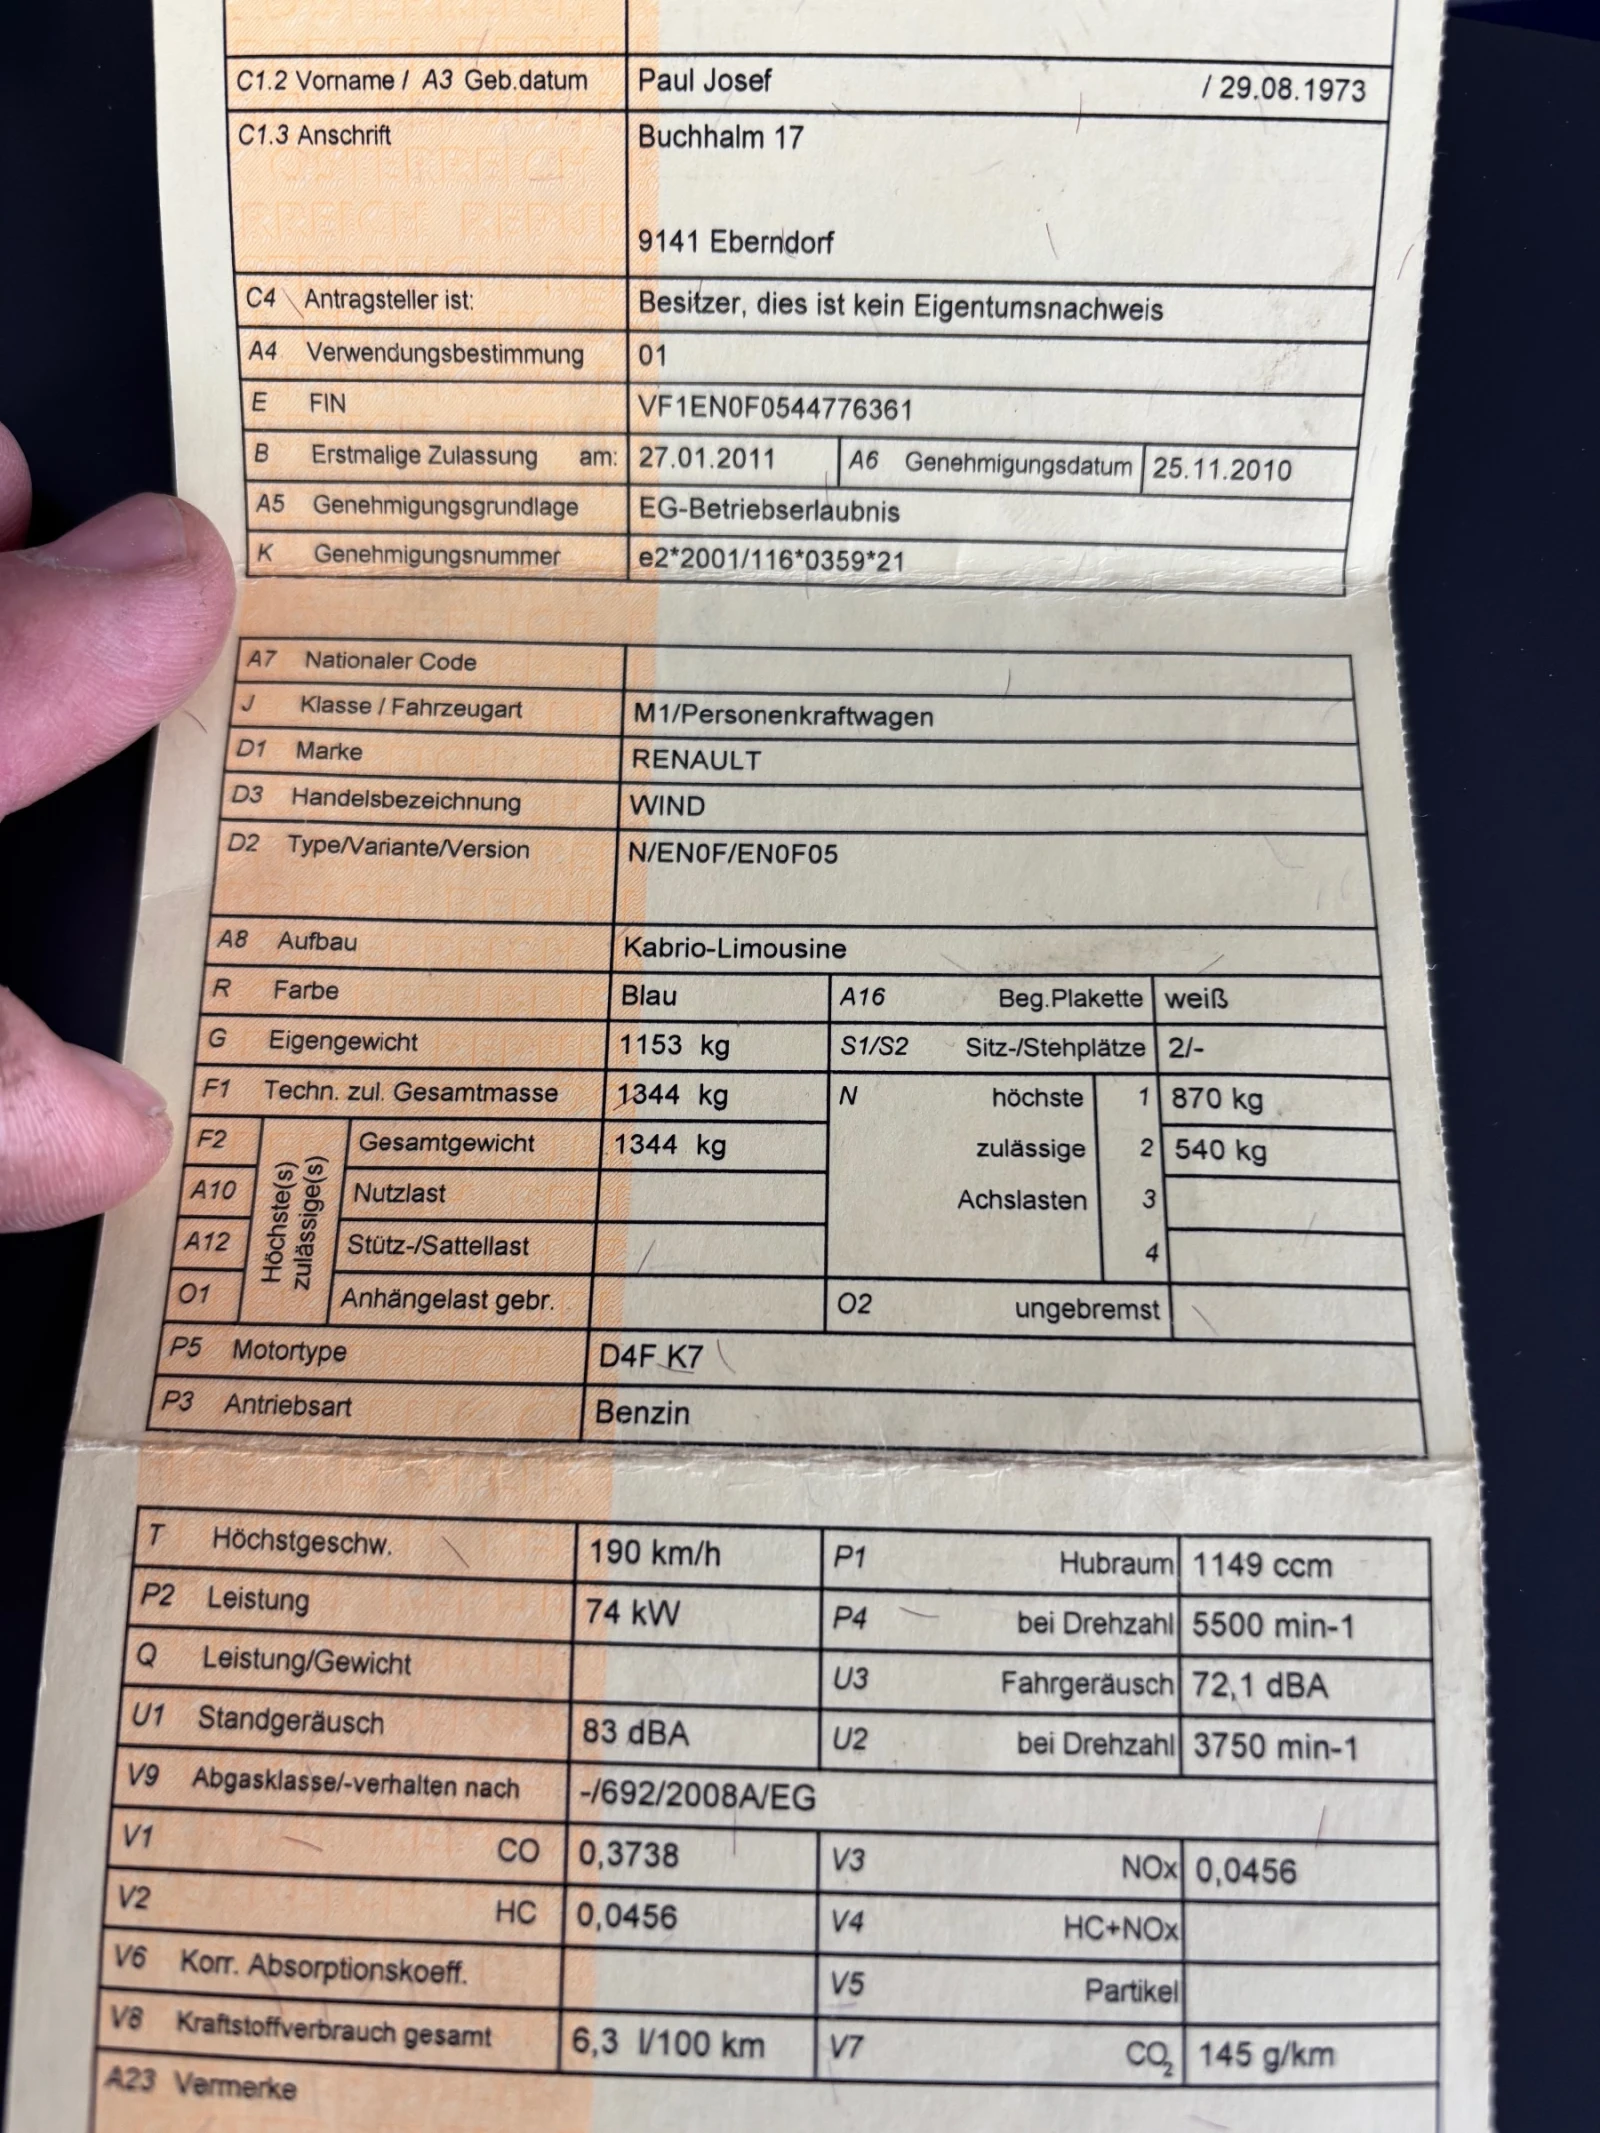 C1.2 Vorname / A3 Geb.datum Paul Josef / 29.08.1973
C1.3 Anschrift Buchhalm 17
9141 Eberndorf
C4 Antragsteller ist: Besitzer, dies ist kein Eigentumsnachweis
A4 Verwendungsbestimmung 01
E FIN VF1EN0F0544776361
B Erstmalige Zulassung am: 27.01.2011 A6 Genehmigungsdatum 25.11.2010
A5 Genehmigungsgrundlage EG-Betriebserlaubnis
K Genehmigungsnummer e2*2001/116*0359*21
A7 Nationaler Code
J Klasse / Fahrzeugart M1/Personenkraftwagen
D1 Marke RENAULT
D3 Handelsbezeichnung WIND
D2 Type/Variante/Version N/EN0F/EN0F05
A8 Aufbau Kabrio-Limousine
R Farbe Blau A16 Beg.Plakette weiß
G Eigengewicht 1153 kg S1/S2 Sitz-/Stehplätze 2/-
F1 Techn. zul. Gesamtmasse 1344 kg N höchste 1 870 kg
F2 Höchste(s) zulässige(s) Gesamtgewicht 1344 kg zulässige 2 540 kg
A10 Nutzlast Achslasten 3
A12 Stütz-/Sattellast 4
O1 Anhängelast gebr. O2 ungebremst
P5 Motortype D4F K7
P3 Antriebsart Benzin
T Höchstgeschw. 190 km/h P1 Hubraum 1149 ccm
P2 Leistung 74 kW P4 bei Drehzahl 5500 min-1
Q Leistung/Gewicht U3 Fahrgeräusch 72,1 dBA
U1 Standgeräusch 83 dBA U2 bei Drehzahl 3750 min-1
V9 Abgasklasse/-verhalten nach -/692/2008A/EG
V1 CO 0,3738 V3 NOx 0,0456
V2 HC 0,0456 V4 HC+NOx
V6 Korr. Absorptionskoeff. V5 Partikel
V8 Kraftstoffverbrauch gesamt 6,3 l/100 km V7 CO₂ 145 g/km
A23 Vermerke